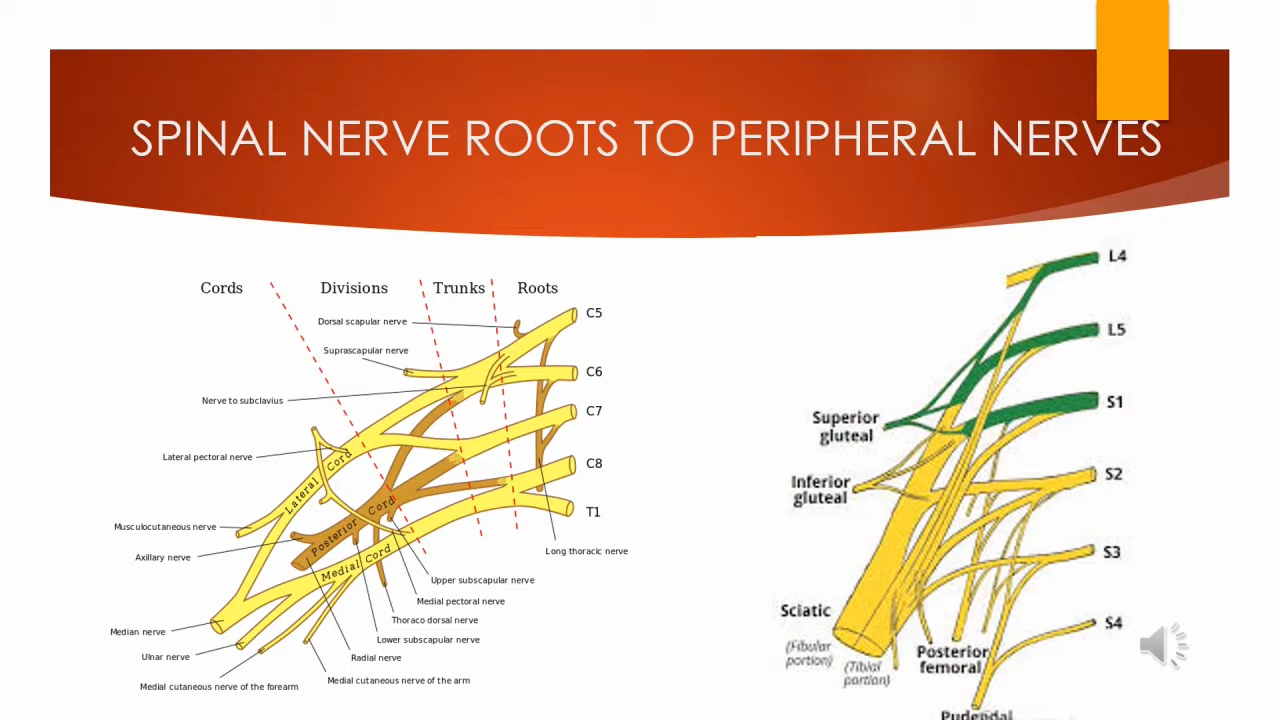 SPINAL NERVE ROOTS TO PERIPHERAL NERVES
Cords
Divisions
Trunks
Roots
Dorsal scapular nerve
C5
Suprascapular nerve
C6
Nerve to subclavius
C7
Lateral pectoral nerve
Lateral Cord
C8
Musculocutaneous nerve
Posterior Cord
T1
Axillary nerve
Medial Cord
Long thoracic nerve
Upper subscapular nerve
Medial pectoral nerve
Thoraco dorsal nerve
Median nerve
Lower subscapular nerve
Ulnar nerve
Radial nerve
Medial cutaneous nerve of the forearm
Medial cutaneous nerve of the arm
L4
L5
S1
Superior
gluteal
S2
Inferior
gluteal
S3
Sciatic
S4
(Fibular
portion)
(Tibial
portion)
Posterior
femoral
Pudendal